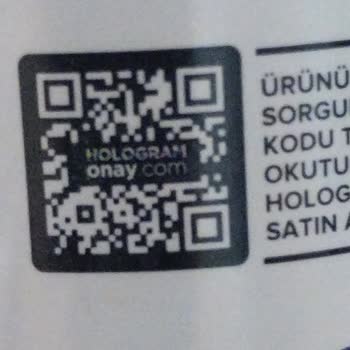 HOLOGRAM
onay.com
ÜRÜNÜ
SORGU
KODU
OKUTU
HOLOG
SATIN